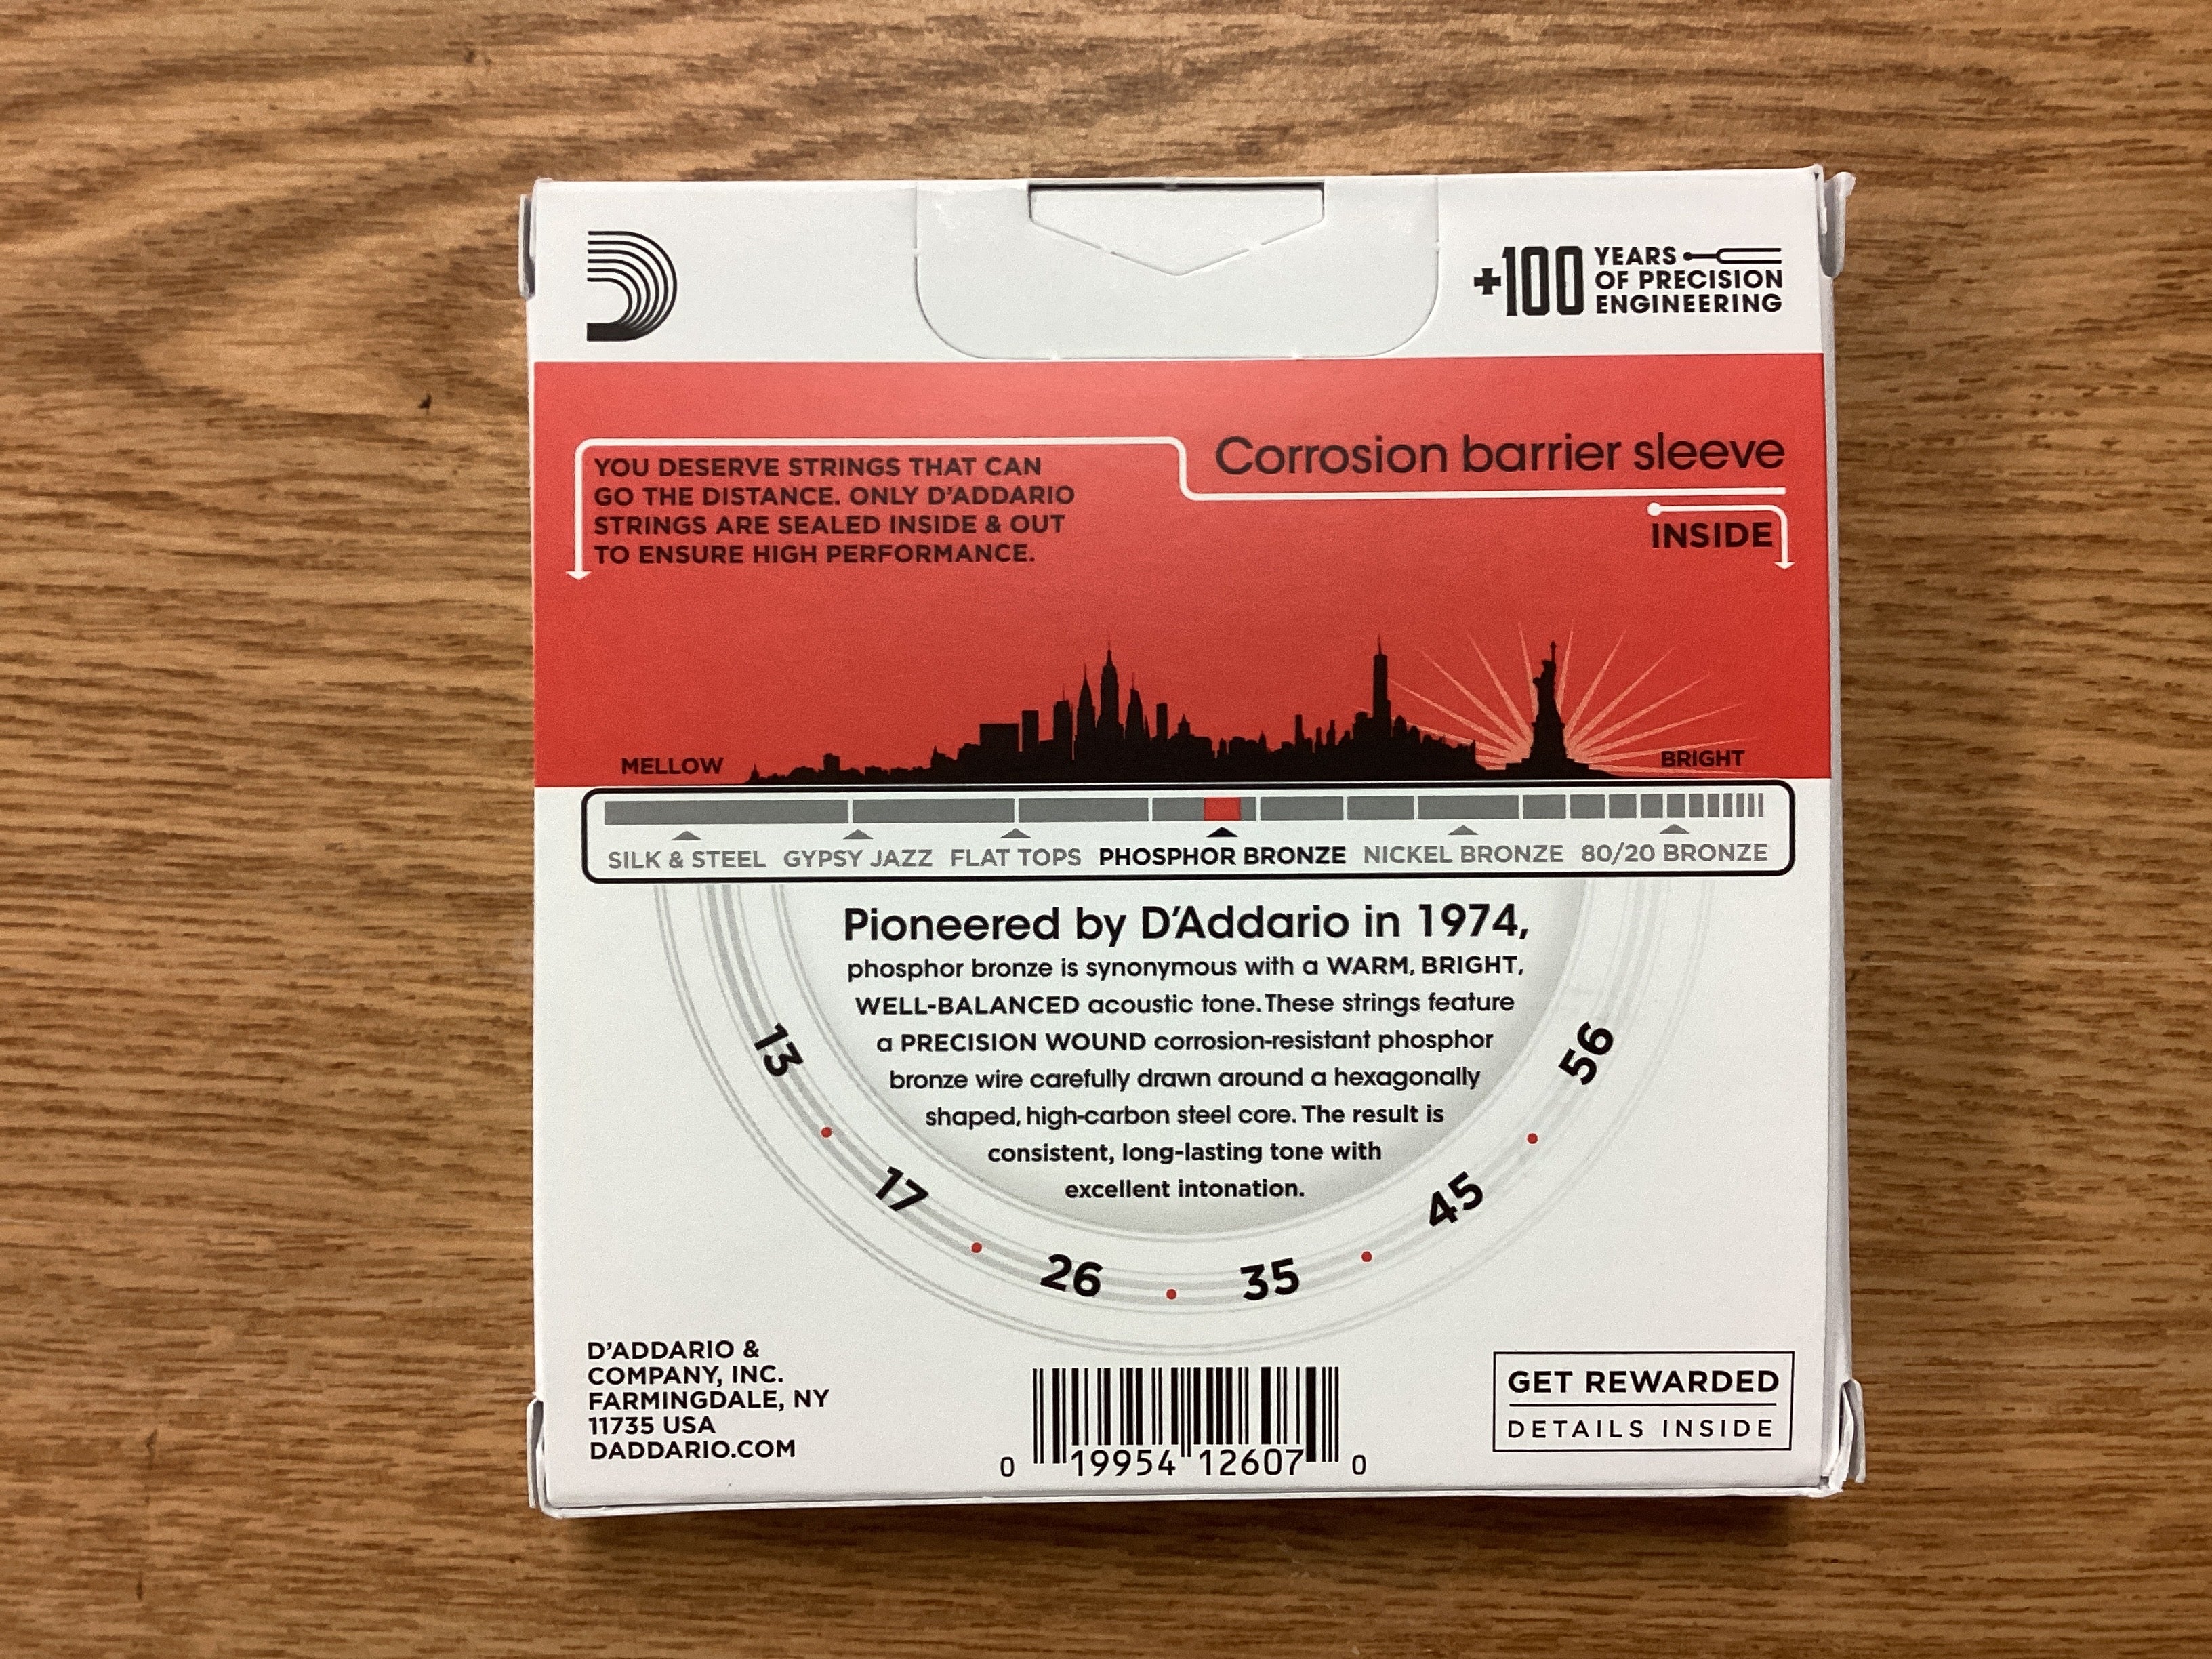 +100 YEARS
OF PRECISION
ENGINEERING
YOU DESERVE STRINGS THAT CAN
GO THE DISTANCE. ONLY D'ADDARIO
STRINGS ARE SEALED INSIDE & OUT
TO ENSURE HIGH PERFORMANCE.
Corrosion barrier sleeve
INSIDE
MELLOW
BRIGHT
SILK & STEEL GYPSY JAZZ FLAT TOPS PHOSPHOR BRONZE NICKEL BRONZE 80/20 BRONZE
Pioneered by D'Addario in 1974,
phosphor bronze is synonymous with a WARM, BRIGHT,
WELL-BALANCED acoustic tone. These strings feature
a PRECISION WOUND corrosion-resistant phosphor
bronze wire carefully drawn around a hexagonally
shaped, high-carbon steel core. The result is
consistent, long-lasting tone with
excellent intonation.
13 • 17 • 26 • 35 • 45 • 56
D'ADDARIO &
COMPANY, INC.
FARMINGDALE, NY
11735 USA
DADDARIO.COM
0 19954 12607 0
GET REWARDED
DETAILS INSIDE